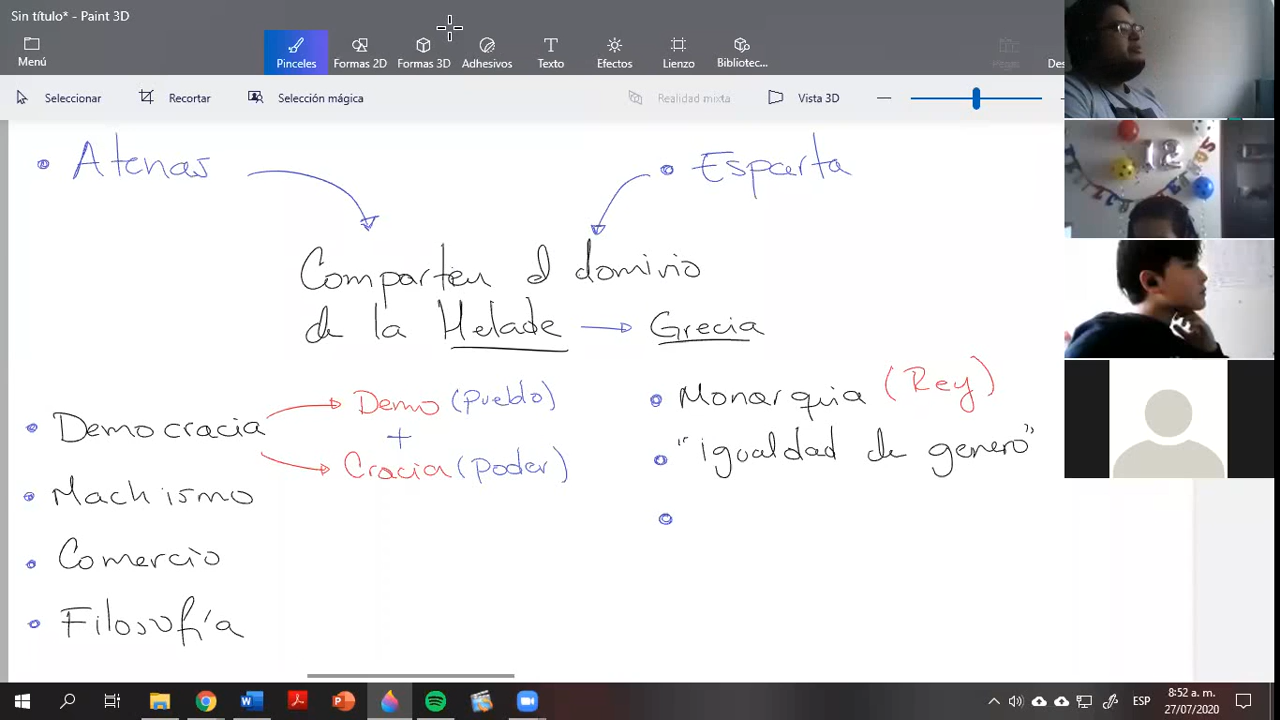 Sin título* - Paint 3D
Menú
Pinceles
Formas 2D
Formas 3D
Adhesivos
Texto
Efectos
Lienzo
Bibliotec...
Seleccionar
Recortar
Selección mágica
Realidad mixta
Vista 3D
Atenas
Esparta
Comparten el dominio
de la Helade → Grecia
Democracia
Demo (Pueblo)
+
Cracia (Poder)
Machismo
Comercio
Filosofía
Monarquia (Rey)
"igualdad de genero"
12
ESP
8:52 a. m.
27/07/2020